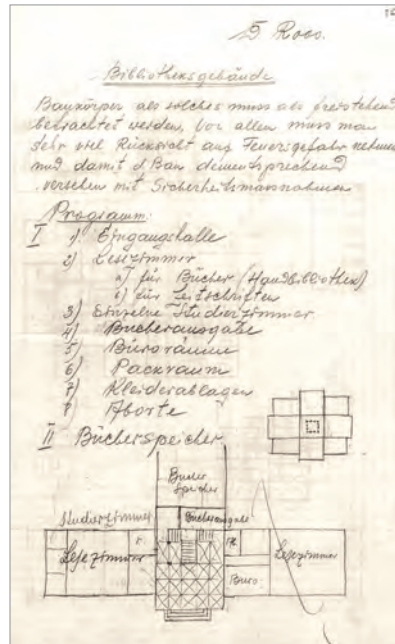 D Roos.
Bibliotheksgebäude
Baukörper als solches muss als freistehend
betrachtet werden, vor allen muss man
sehr viel Rücksicht auf Feuersgefahr nehmen
und damit d Bau dementsprechend
versehen mit Sicherheitsmassnahmen
Programm:
I 1) Eingangshalle
2) Lesezimmer
a) für Bücher (Handbibliothek)
b) für Zeitschriften
3) Einzelne Studierzimmer
4) Bücherausgabe
5) Büroräume
6) Packraum
7) Kleiderablagen
8) Aborte
II Bücherspeicher
Bücher
Speicher
Studierzimmer
Bücherausgabe
Lesezimmer
Lesezimmer
Büro